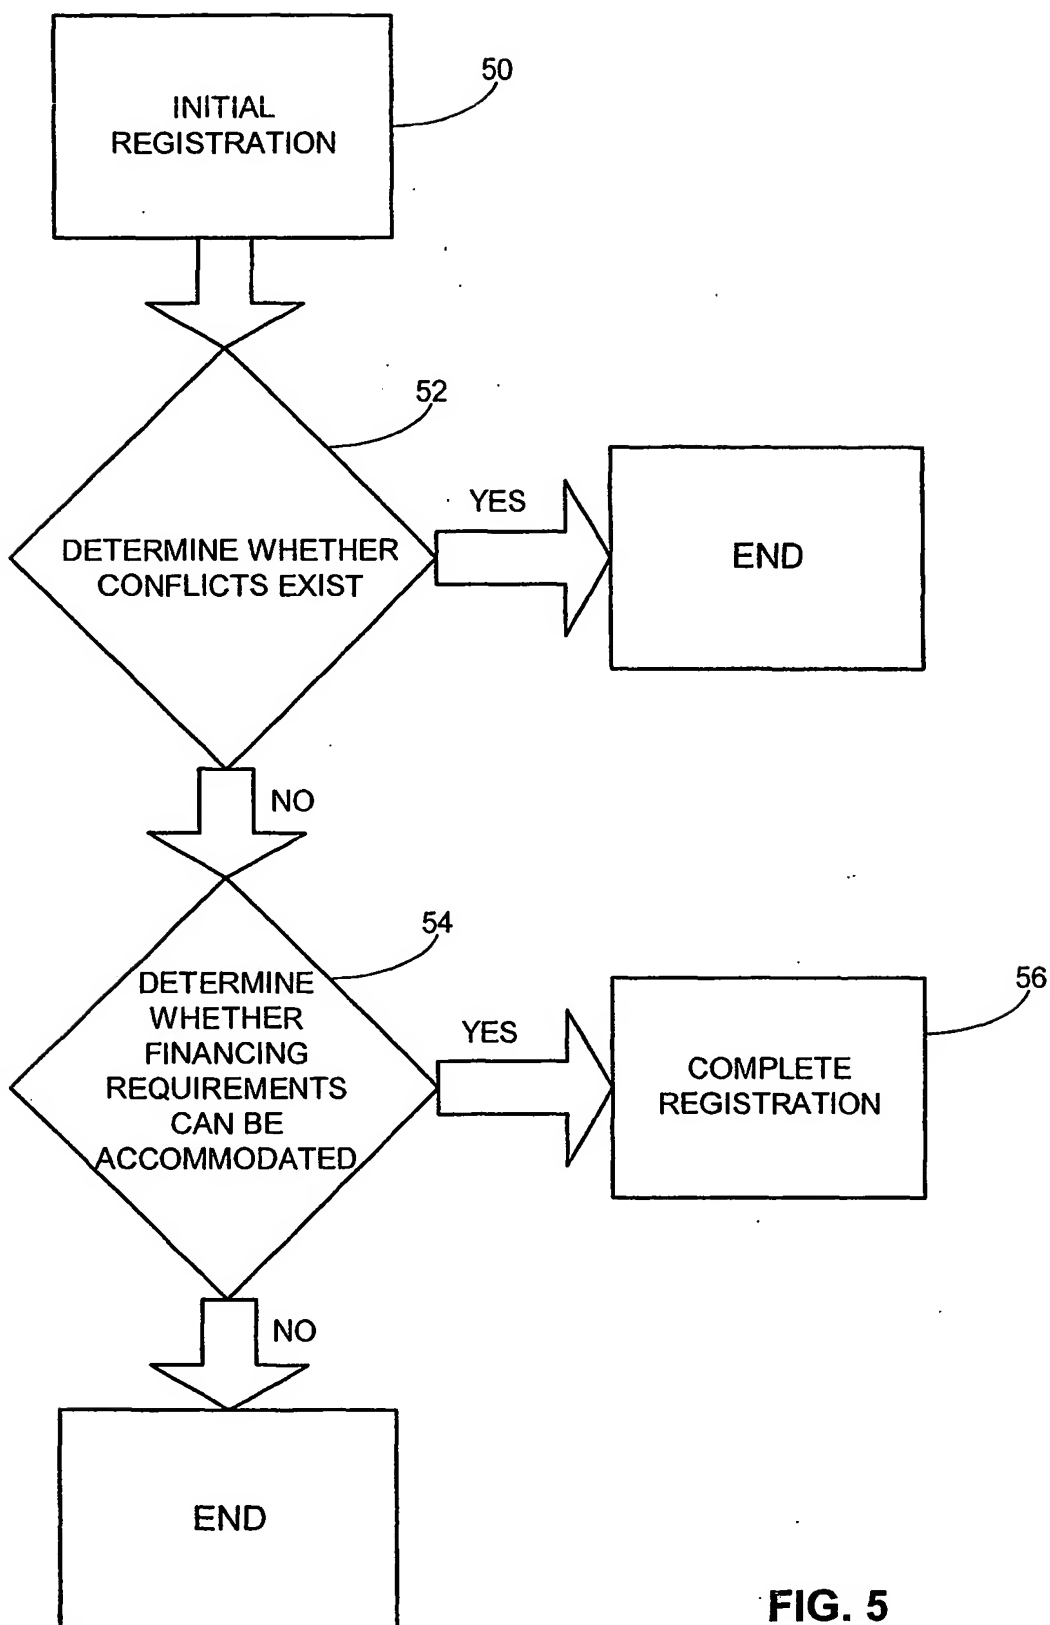 INITIAL
REGISTRATION
50
52
DETERMINE WHETHER
CONFLICTS EXIST
YES
END
NO
54
DETERMINE
WHETHER
FINANCING
REQUIREMENTS
CAN BE
ACCOMMODATED
YES
56
COMPLETE
REGISTRATION
NO
END
FIG. 5